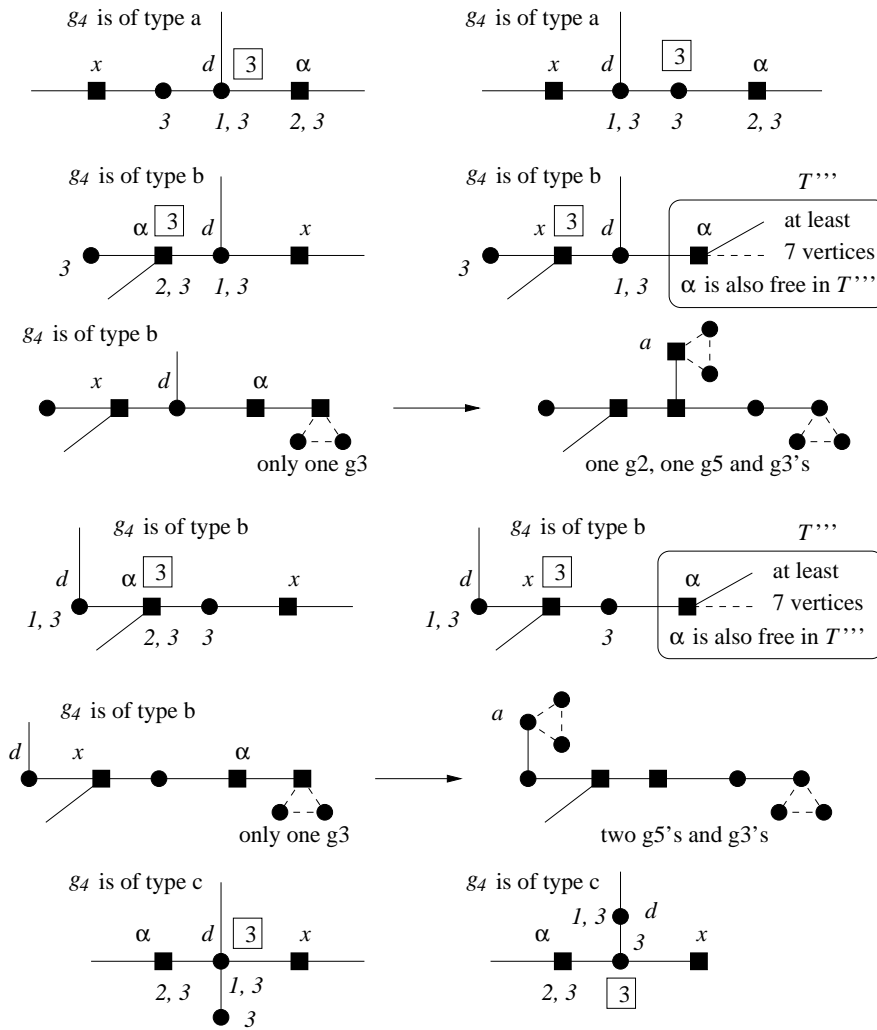 g4 is of type a
x d 3 α
3 1, 3 2, 3
g4 is of type a
x d 3 α
1, 3 3 2, 3
g4 is of type b
α 3 d x
3 2, 3 1, 3
g4 is of type b
T'''
x 3 d α at least
7 vertices
3 1, 3 α is also free in T'''
g4 is of type b
x d α
only one g3
a
one g2, one g5 and g3's
g4 is of type b
d α 3 x
1, 3 2, 3 3
g4 is of type b
T'''
d x 3 α at least
7 vertices
1, 3 3 α is also free in T'''
g4 is of type b
d x α
only one g3
a
two g5's and g3's
g4 is of type c
α d 3 x
2, 3 1, 3
3
g4 is of type c
1, 3 d
α 3 x
2, 3 3